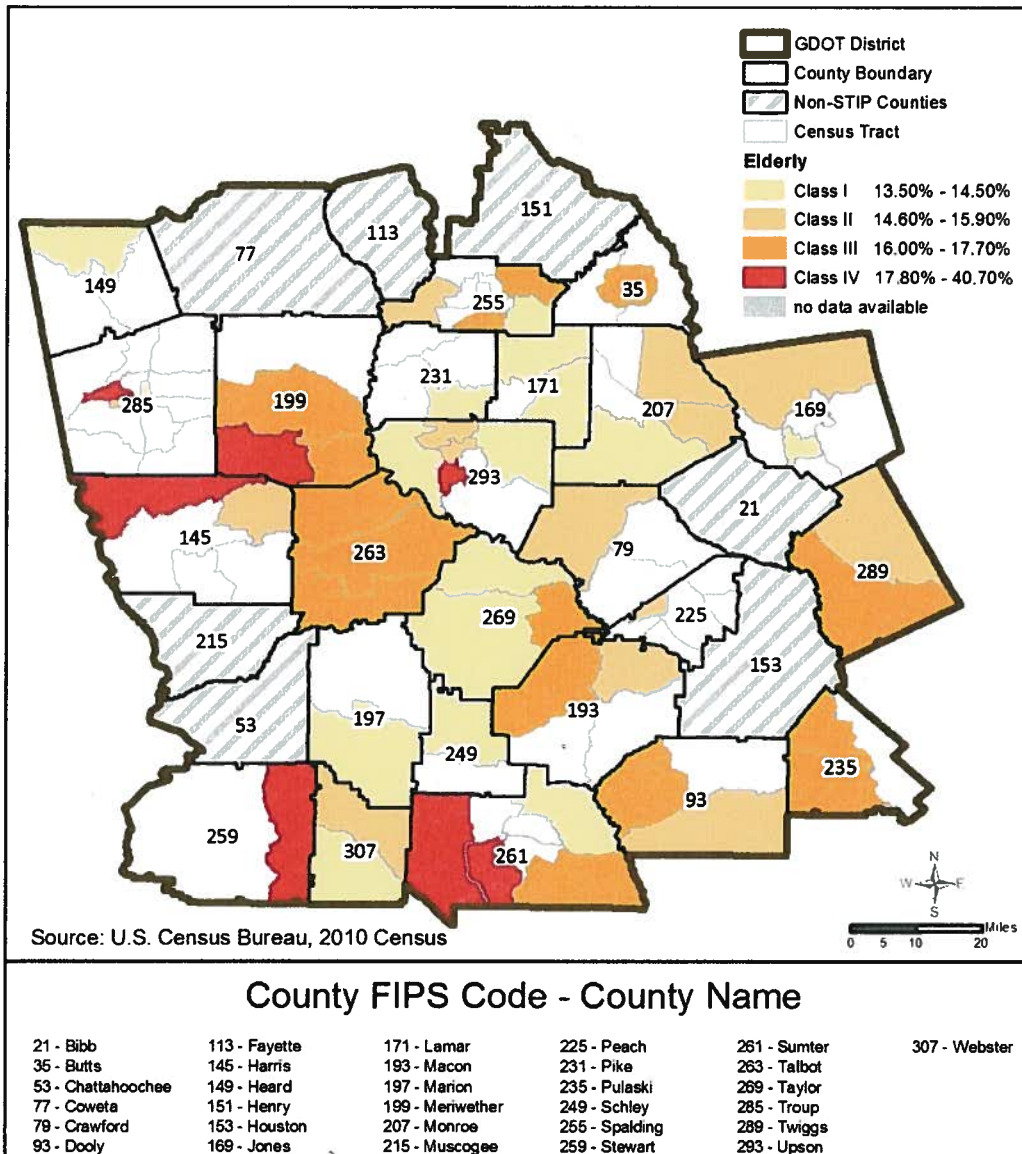 GDOT District
County Boundary
Non-STIP Counties
Census Tract
Elderly
Class I 13.50% - 14.50%
Class II 14.60% - 15.90%
Class III 16.00% - 17.70%
Class IV 17.80% - 40.70%
no data available
151
113
77
149
35
255
231
171
199
285
207
169
293
21
145
79
263
289
269
225
215
153
193
197
53
249
235
93
259
307
261
N
W E
S
Miles
0 5 10 20
Source: U.S. Census Bureau, 2010 Census
County FIPS Code - County Name
21 - Bibb 113 - Fayette 171 - Lamar 225 - Peach 261 - Sumter 307 - Webster
35 - Butts 145 - Harris 193 - Macon 231 - Pike 263 - Talbot
53 - Chattahoochee 149 - Heard 197 - Marion 235 - Pulaski 269 - Taylor
77 - Coweta 151 - Henry 199 - Meriwether 249 - Schley 285 - Troup
79 - Crawford 153 - Houston 207 - Monroe 255 - Spalding 289 - Twiggs
93 - Dooly 169 - Jones 215 - Muscogee 259 - Stewart 293 - Upson